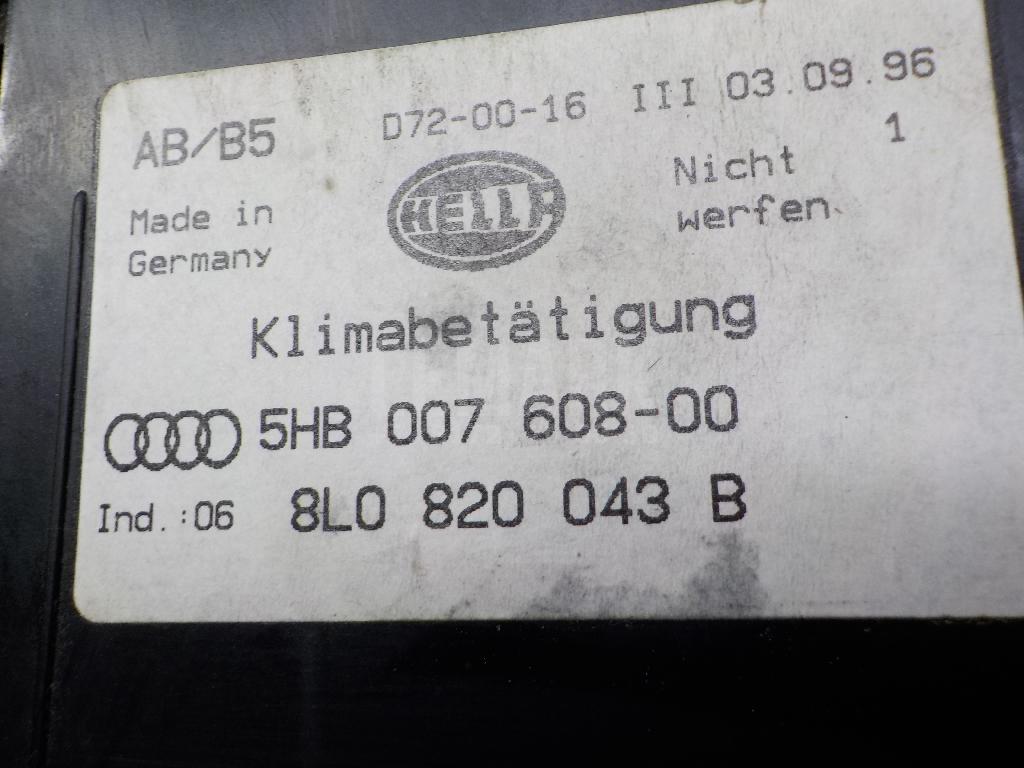 AB/B5 D72-00-16 III 03.09.96
1
Made in
Germany
HELLA
Nicht
werfen
Klimabetätigung
5HB 007 608-00
Ind.:06 8L0 820 043 B